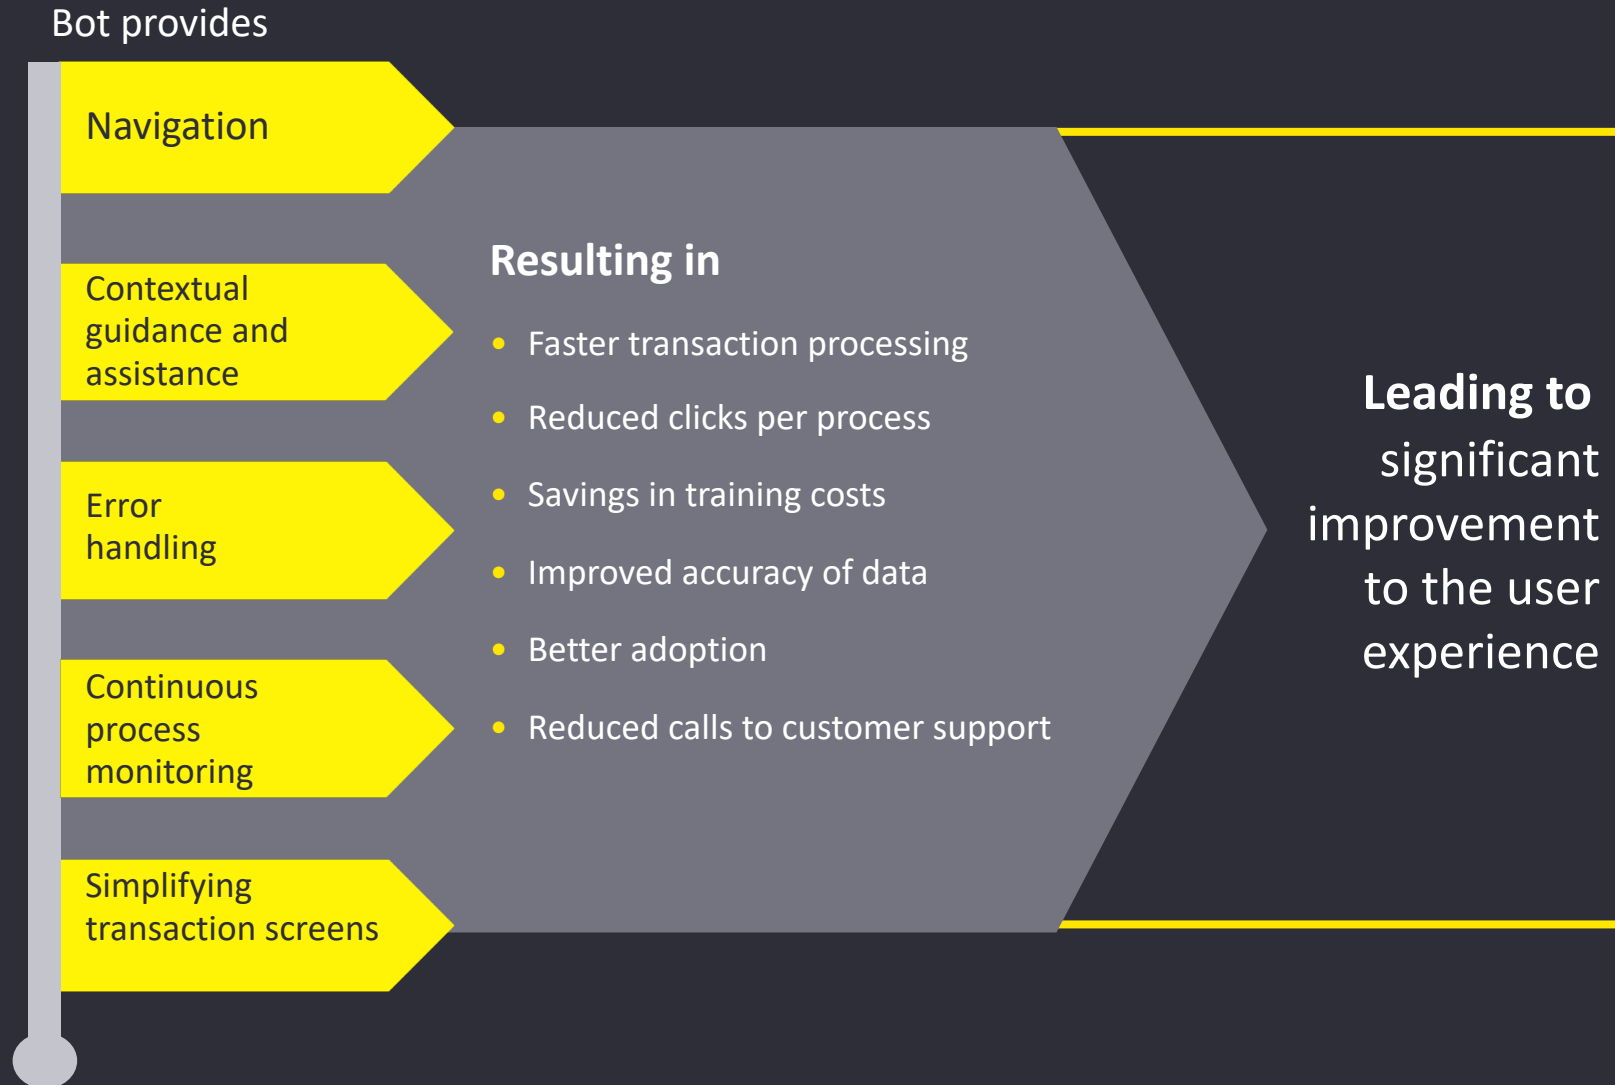 Bot provides
Navigation
Contextual
guidance and
assistance
Error
handling
Continuous
process
monitoring
Simplifying
transaction screens
Resulting in
• Faster transaction processing
• Reduced clicks per process
• Savings in training costs
• Improved accuracy of data
• Better adoption
• Reduced calls to customer support
Leading to
significant
improvement
to the user
experience